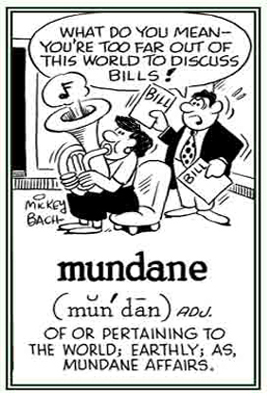 WHAT DO YOU MEAN—
YOU'RE TOO FAR OUT OF
THIS WORLD TO DISCUSS
BILLS!
BILL
BILL
MICKEY
BACH
mundane
(mŭn′dān) ADJ.
OF OR PERTAINING TO
THE WORLD; EARTHLY; AS,
MUNDANE AFFAIRS.